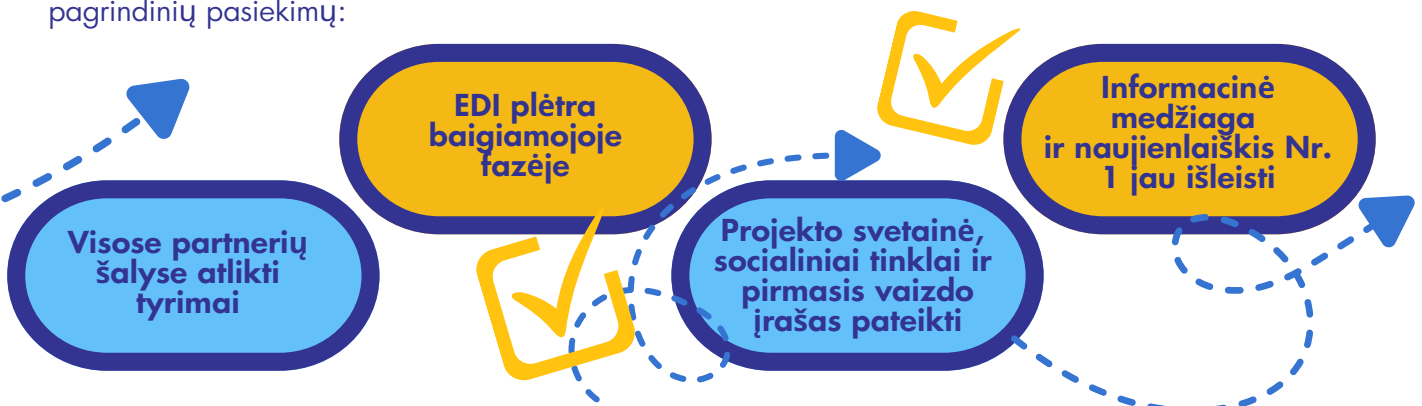 pagrindinių pasiekimų:
Visose partnerių
šalyse atlikti
tyrimai
EDI plėtra
baigiamojoje
fazėje
Projekto svetainė,
socialiniai tinklai ir
pirmasis vaizdo
įrašas pateikti
Informacinė
medžiaga
ir naujienlaiškis Nr.
1 jau išleisti